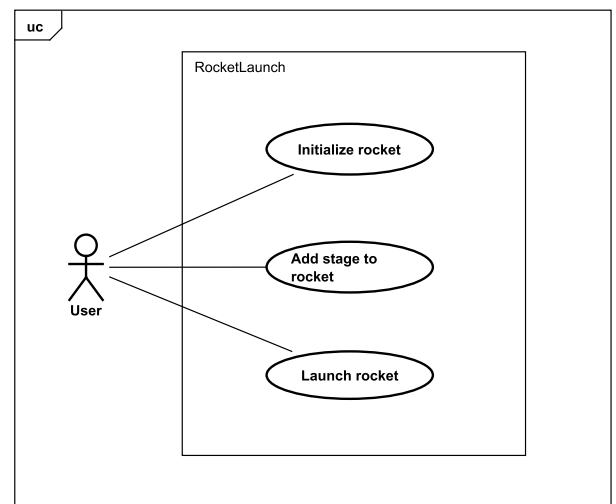 uc
RocketLaunch
Initialize rocket
Add stage to
rocket
User
Launch rocket